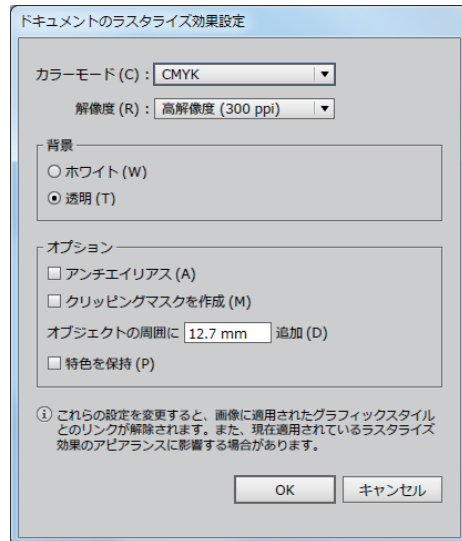 ドキュメントのラスタライズ効果設定
カラーモード (C) : CMYK
解像度 (R) : 高解像度 (300 ppi)
背景
ホワイト (W)
透明 (T)
オプション
アンチエイリアス (A)
クリッピングマスクを作成 (M)
オブジェクトの周囲に 12.7 mm 追加 (D)
特色を保持 (P)
これらの設定を変更すると、画像に適用されたグラフィックスタイル
とのリンクが解除されます。また、現在適用されているラスタライズ
効果のアピアランスに影響する場合があります。
OK キャンセル